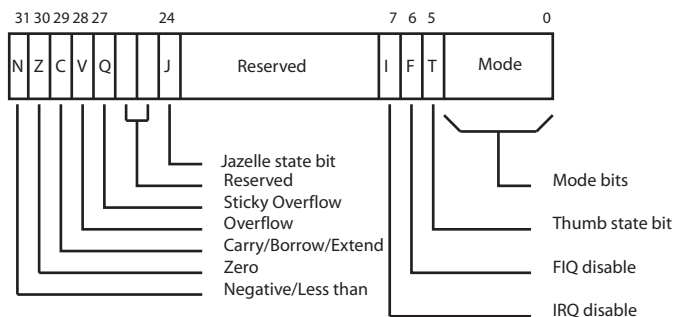 31 30 29 28 27 24 7 6 5 0
N Z C V Q J Reserved I F T Mode
Jazelle state bit
Reserved Mode bits
Sticky Overflow
Overflow Thumb state bit
Carry/Borrow/Extend
Zero FIQ disable
Negative/Less than
IRQ disable